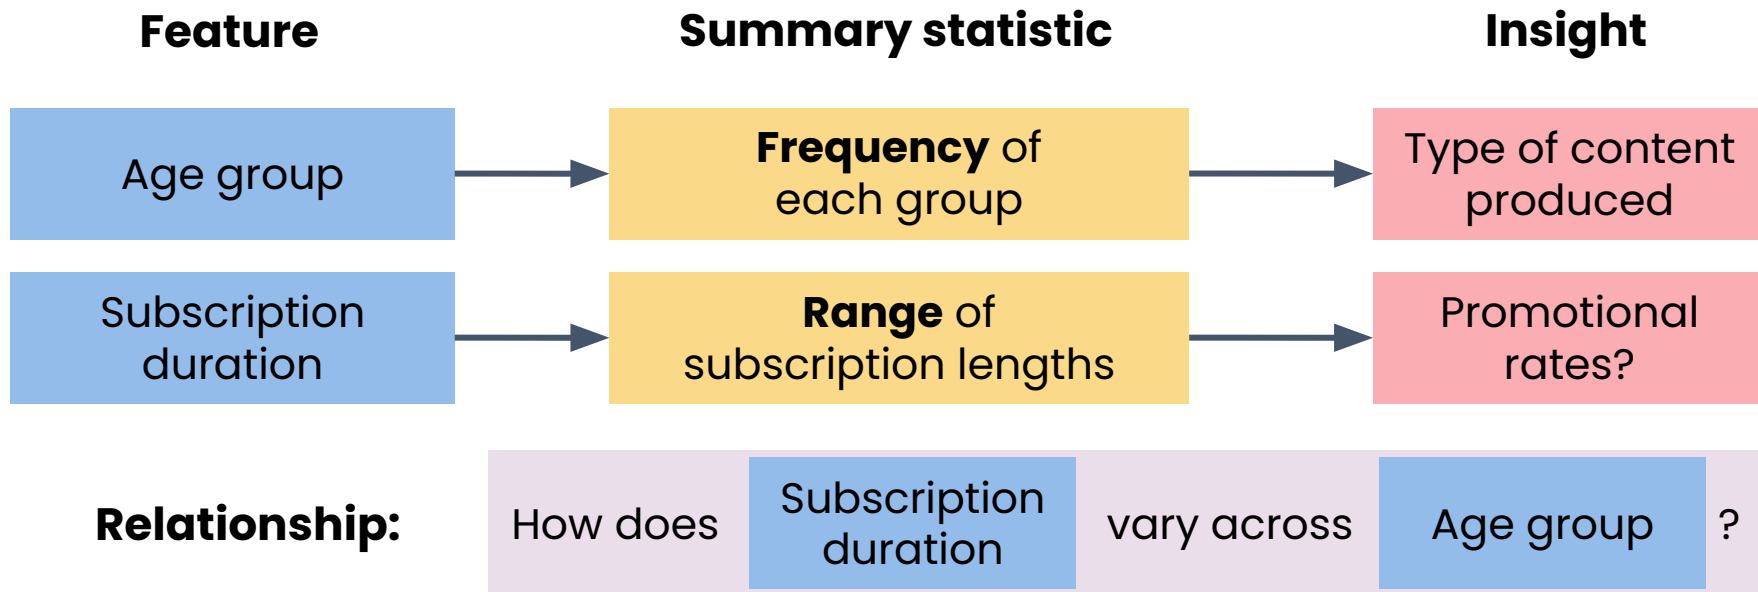 Feature Summary statistic Insight
Age group
Frequency of
each group
Type of content
produced
Subscription
duration
Range of
subscription lengths
Promotional
rates?
Relationship:
How does
Subscription
duration
vary across
Age group
?